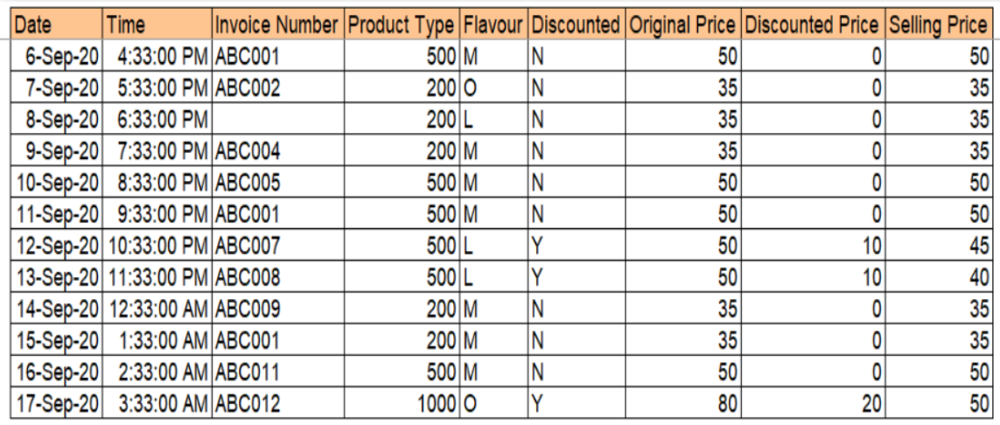 Date Time Invoice Number Product Type Flavour Discounted Original Price Discounted Price Selling Price
6-Sep-20 4:33:00 PM ABC001 500 M N 50 0 50
7-Sep-20 5:33:00 PM ABC002 200 O N 35 0 35
8-Sep-20 6:33:00 PM 200 L N 35 0 35
9-Sep-20 7:33:00 PM ABC004 200 M N 35 0 35
10-Sep-20 8:33:00 PM ABC005 500 M N 50 0 50
11-Sep-20 9:33:00 PM ABC001 500 M N 50 0 50
12-Sep-20 10:33:00 PM ABC007 500 L Y 50 10 45
13-Sep-20 11:33:00 PM ABC008 500 L Y 50 10 40
14-Sep-20 12:33:00 AM ABC009 200 M N 35 0 35
15-Sep-20 1:33:00 AM ABC001 200 M N 35 0 35
16-Sep-20 2:33:00 AM ABC011 500 M N 50 0 50
17-Sep-20 3:33:00 AM ABC012 1000 O Y 80 20 50